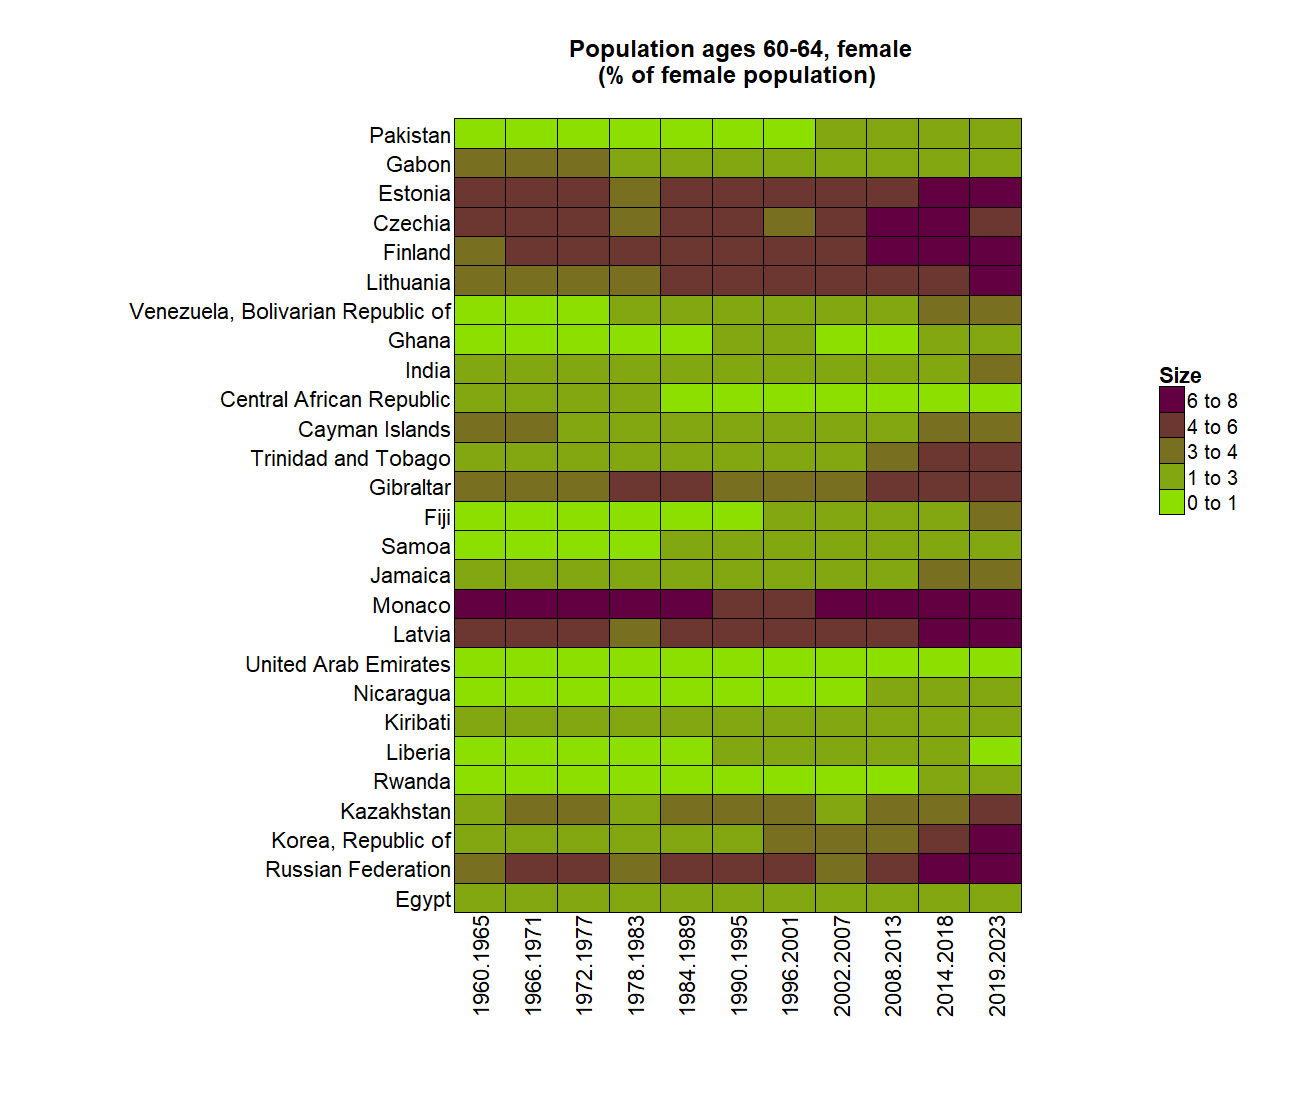 Population ages 60-64, female
(% of female population)
Pakistan
Gabon
Estonia
Czechia
Finland
Lithuania
Venezuela, Bolivarian Republic of
Ghana
India
Central African Republic
Cayman Islands
Trinidad and Tobago
Gibraltar
Fiji
Samoa
Jamaica
Monaco
Latvia
United Arab Emirates
Nicaragua
Kiribati
Liberia
Rwanda
Kazakhstan
Korea, Republic of
Russian Federation
Egypt
1960.1965
1966.1971
1972.1977
1978.1983
1984.1989
1990.1995
1996.2001
2002.2007
2008.2013
2014.2018
2019.2023
Size
6 to 8
4 to 6
3 to 4
1 to 3
0 to 1